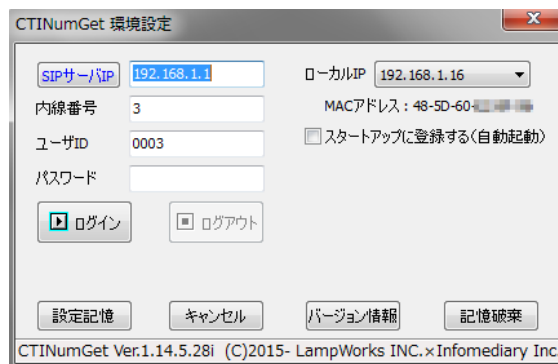 CTINumGet 環境設定
SIPサーバIP 192.168.1.1
ローカルIP 192.168.1.16
内線番号 3
MACアドレス：48-5D-60-
ユーザID 0003
スタートアップに登録する（自動起動）
パスワード
ログイン ログアウト
設定記憶 キャンセル バージョン情報 記憶破棄
CTINumGet Ver.1.14.5.28i (C)2015- LampWorks INC.×Infomediary Inc